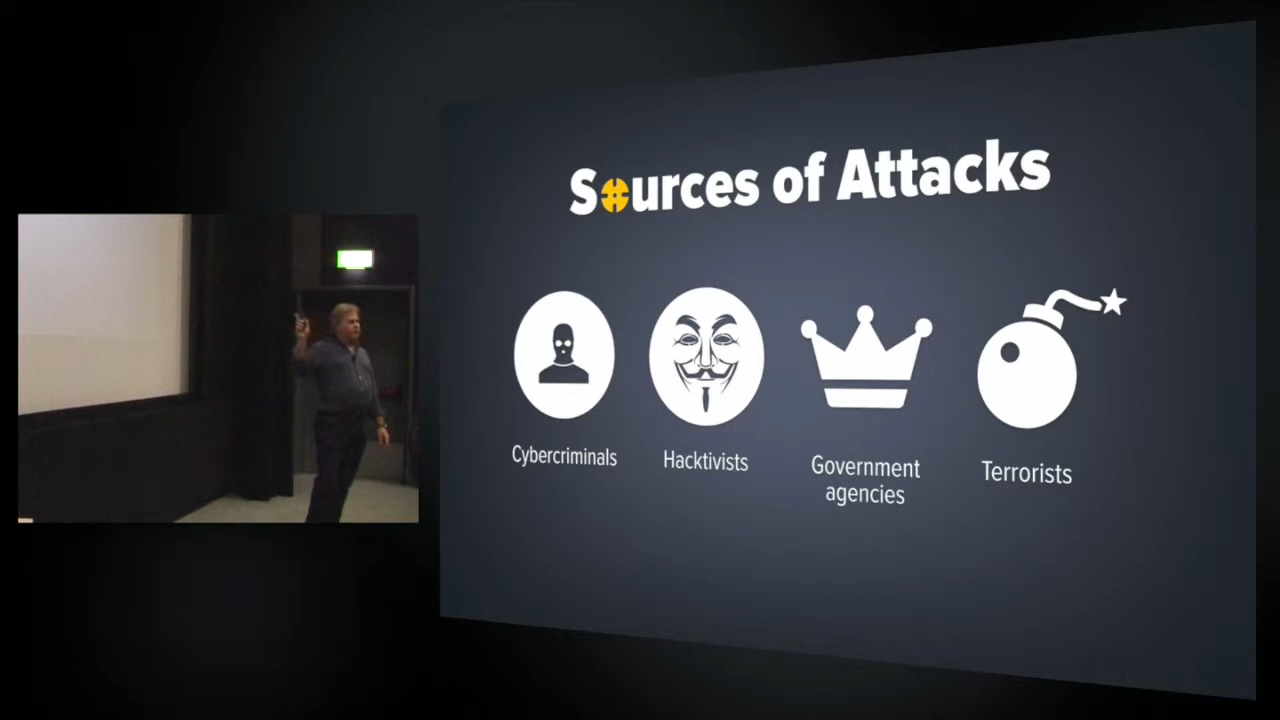 Sources of Attacks
Cybercriminals
Hacktivists
Government
agencies
Terrorists